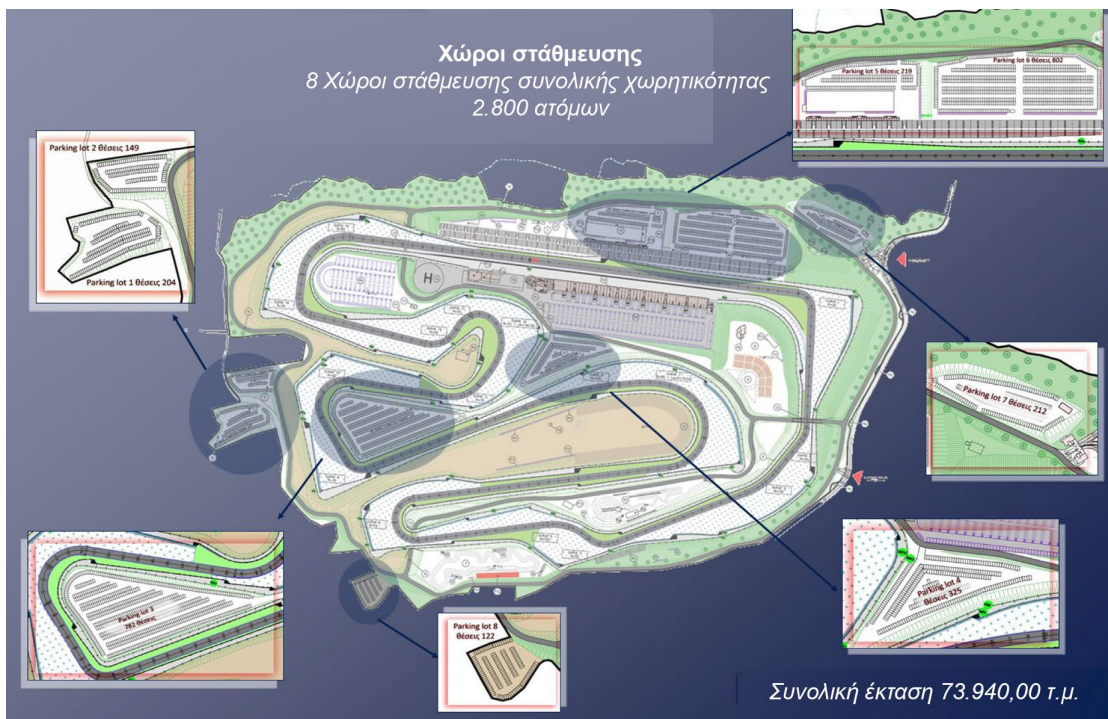 Χώροι στάθμευσης
8 Χώροι στάθμευσης συνολικής χωρητικότητας
2.800 ατόμων
Parking lot 5 θέσεις 219
Parking lot 6 θέσεις 802
Parking lot 2 θέσεις 149
Parking lot 1 θέσεις 204
H
Parking lot 7 θέσεις 212
Parking lot 3
782 θέσεις
Parking lot 4
θέσεις 325
Parking lot 8
θέσεις 122
Συνολική έκταση 73.940,00 τ.μ.